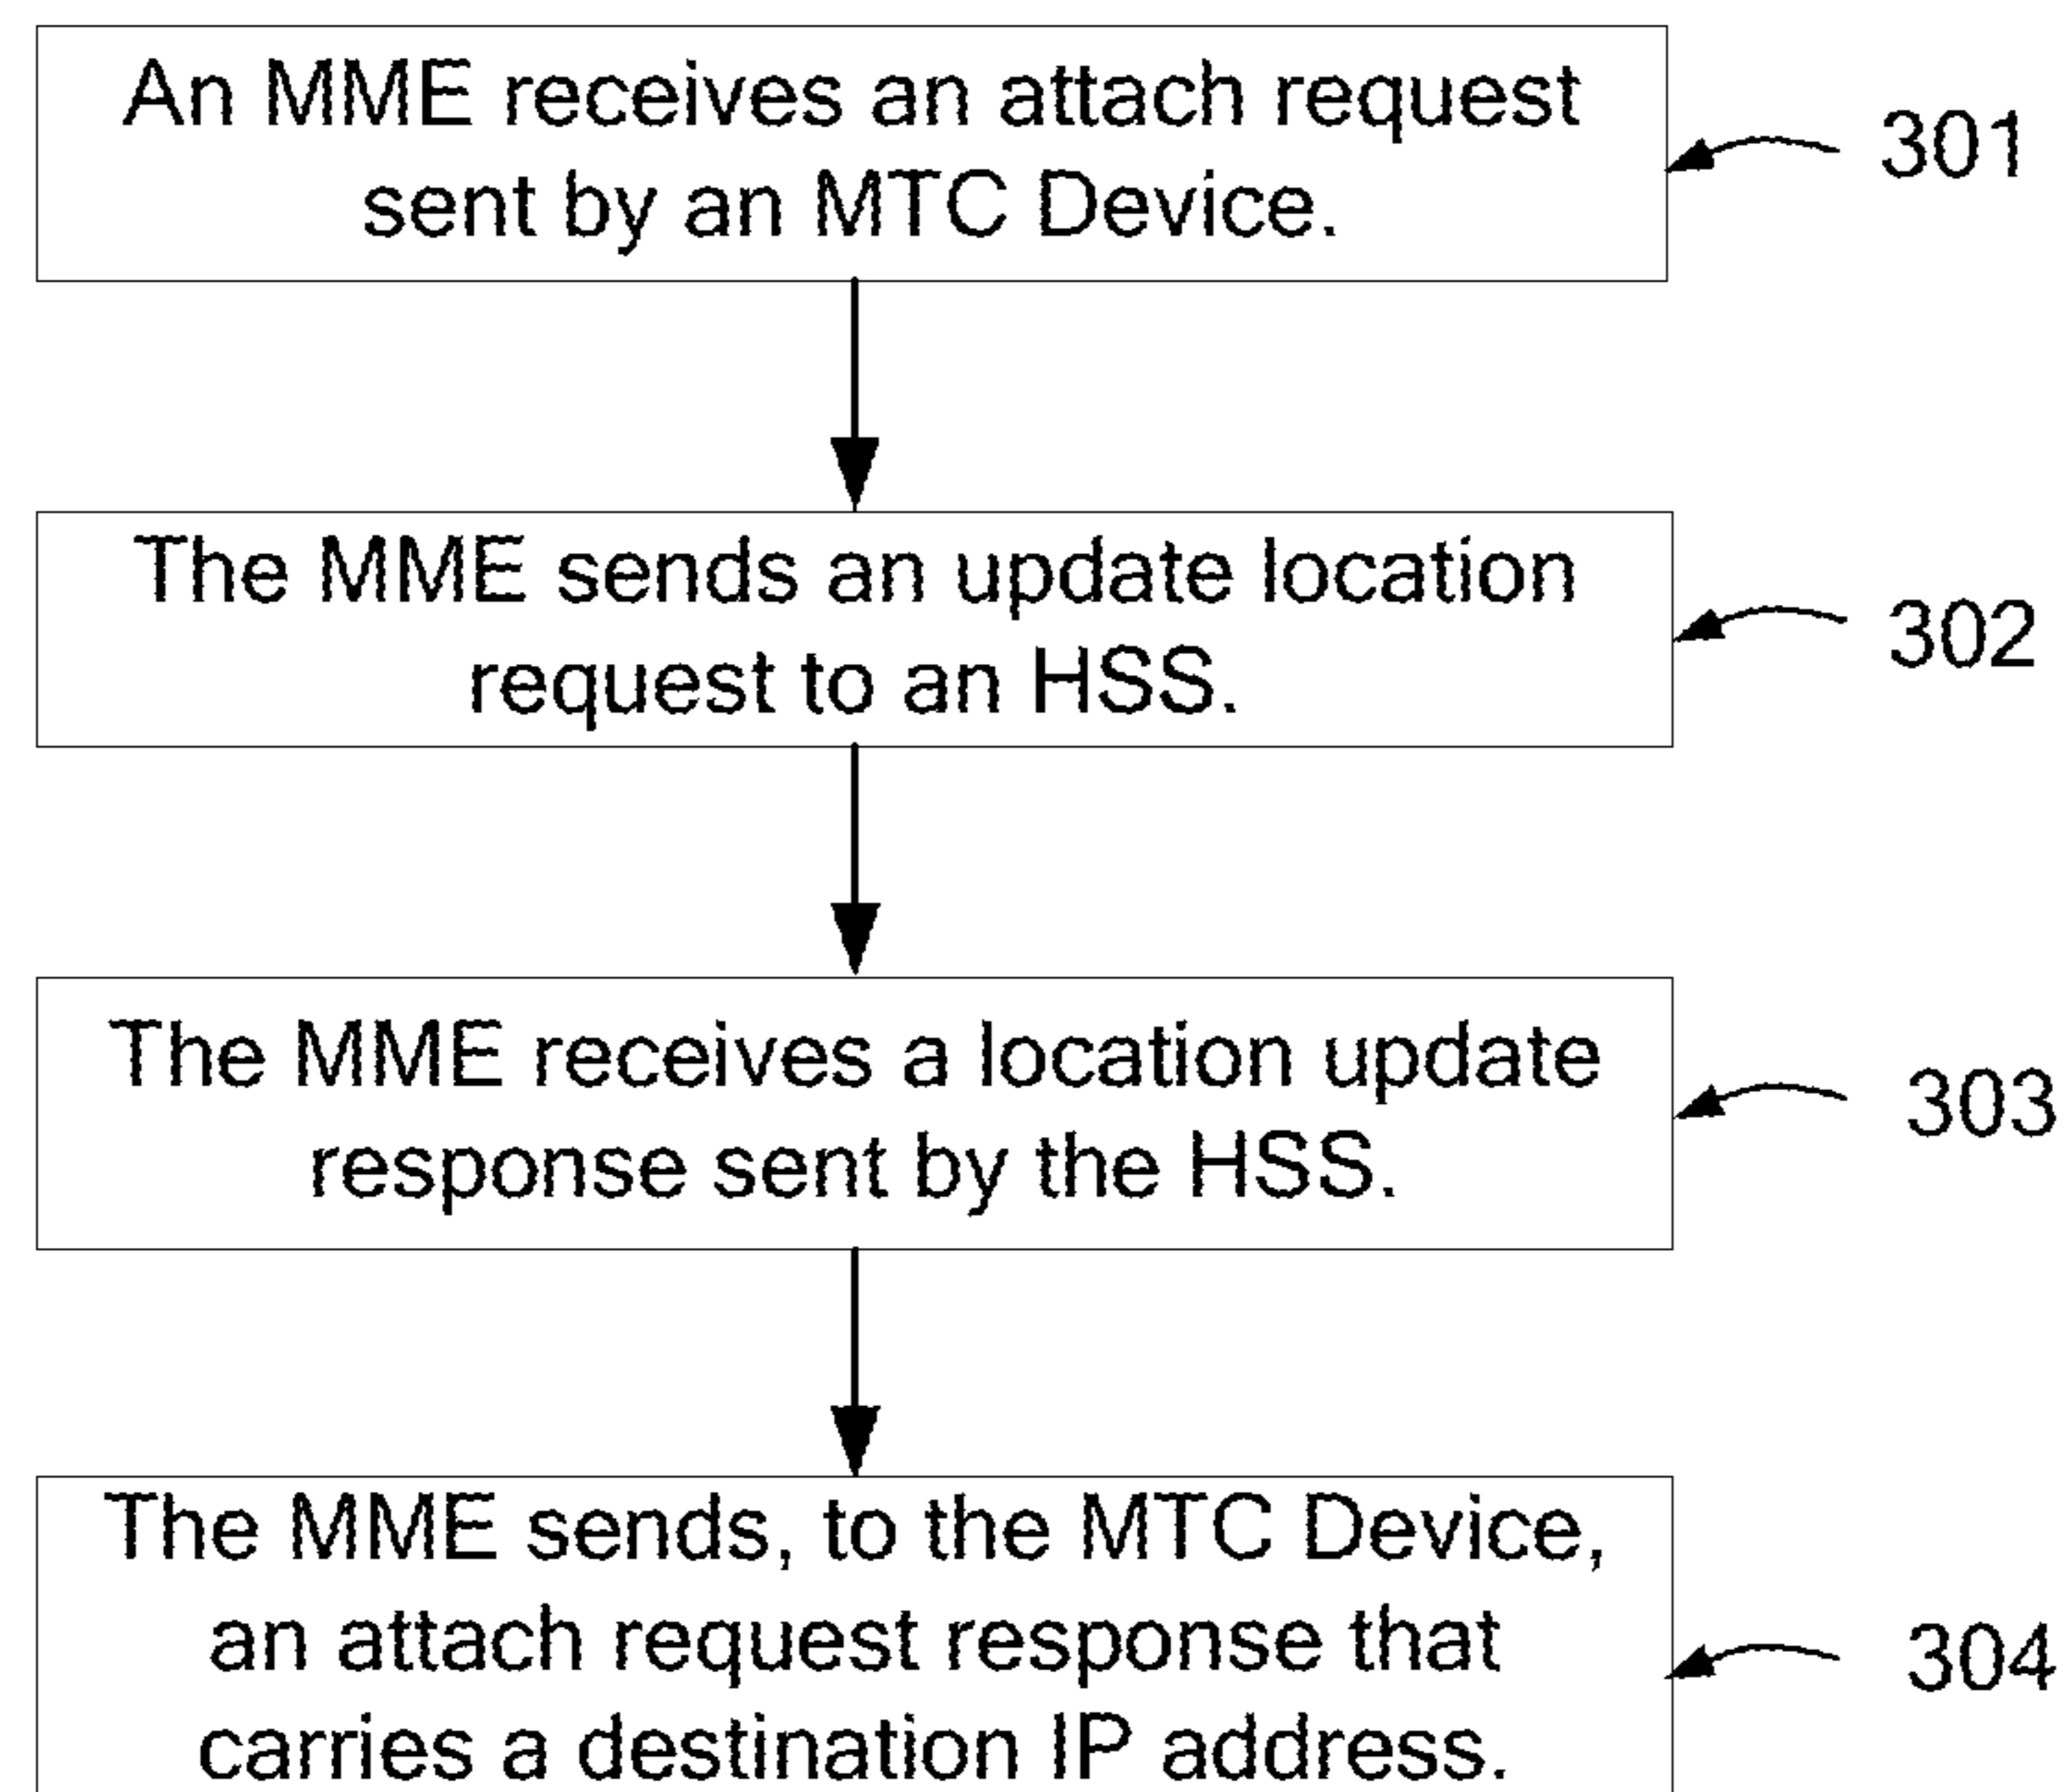 An MME receives an attach request
sent by an MTC Device.
301
The MME sends an update location
request to an HSS.
302
The MME receives a location update
response sent by the HSS.
303
The MME sends, to the MTC Device,
an attach request response that
carries a destination IP address.
304